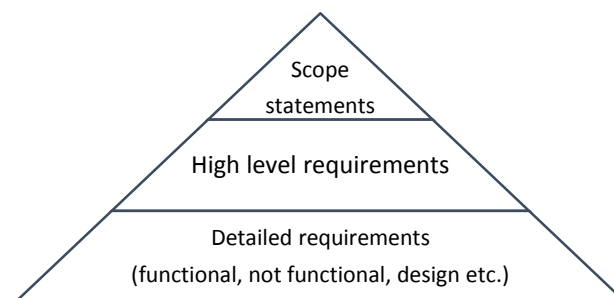 Scope
statements
High level requirements
Detailed requirements
(functional, not functional, design etc.)